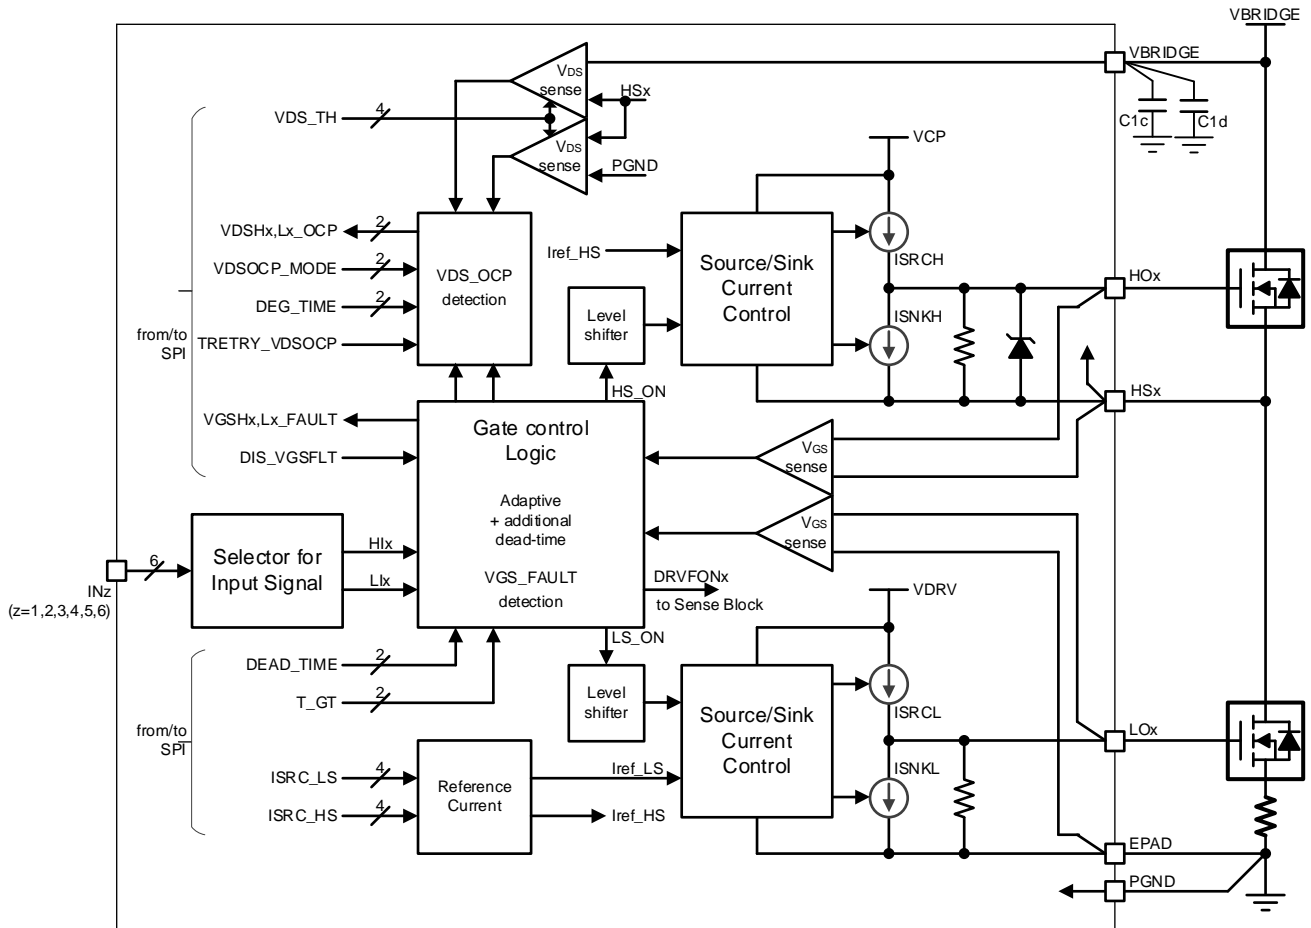 VBRIDGE
VBRIDGE
VDS
sense
HSx
VDS_TH
4
C1c
C1d
VCP
VDS
sense
PGND
VDSHx,Lx_OCP
2
VDSOCP_MODE
2
DEG_TIME
2
TRETRY_VDSOCP
from/to
SPI
VDS_OCP
detection
Iref_HS
Level
shifter
HS_ON
Source/Sink
Current
Control
ISRCH
ISNKH
HOx
HSx
VGSHx,Lx_FAULT
DIS_VGSFLT
Gate control
Logic
Adaptive
+ additional
dead-time
VGS_FAULT
detection
VGS
sense
VGS
sense
INz
(z=1,2,3,4,5,6)
6
Selector for
Input Signal
HIx
LIx
DRVFONx
to Sense Block
VDRV
LS_ON
from/to
SPI
DEAD_TIME
2
T_GT
2
Level
shifter
Source/Sink
Current
Control
ISRCL
ISNKL
LOx
ISRC_LS
4
ISRC_HS
4
Reference
Current
Iref_LS
Iref_HS
EPAD
PGND